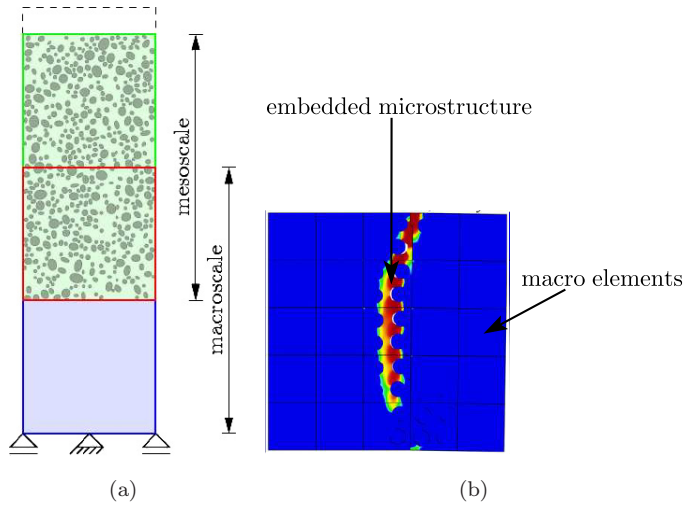 embedded microstructure
mesoscale
macroscale
macro elements
(a)
(b)